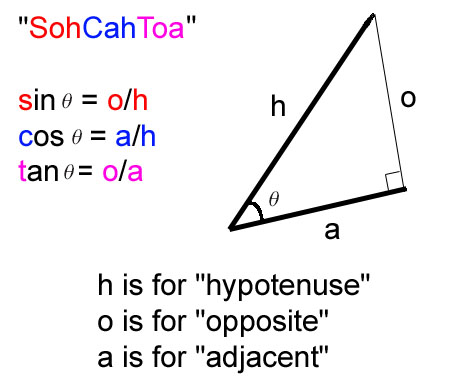 "SohCahToa"
sin θ = o/h
cos θ = a/h
tan θ = o/a
h
o
θ
a
h is for "hypotenuse"
o is for "opposite"
a is for "adjacent"